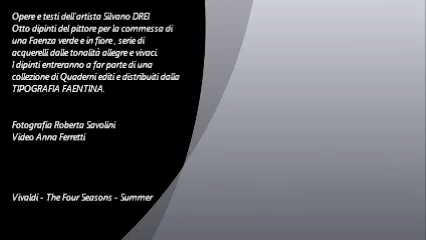 Opere e testi dell'artista Silvano DREI
Otto dipinti del pittore per la commessa di
una Faenza verde e in fiore , serie di
acquerelli dalle tonalità allegre e vivaci.
I dipinti entreranno a far parte di una
collezione di Quaderni editi e distribuiti dalla
TIPOGRAFIA FAENTINA.
Fotografia Roberta Savolini
Video Anna Ferretti
Vivaldi - The Four Seasons - Summer